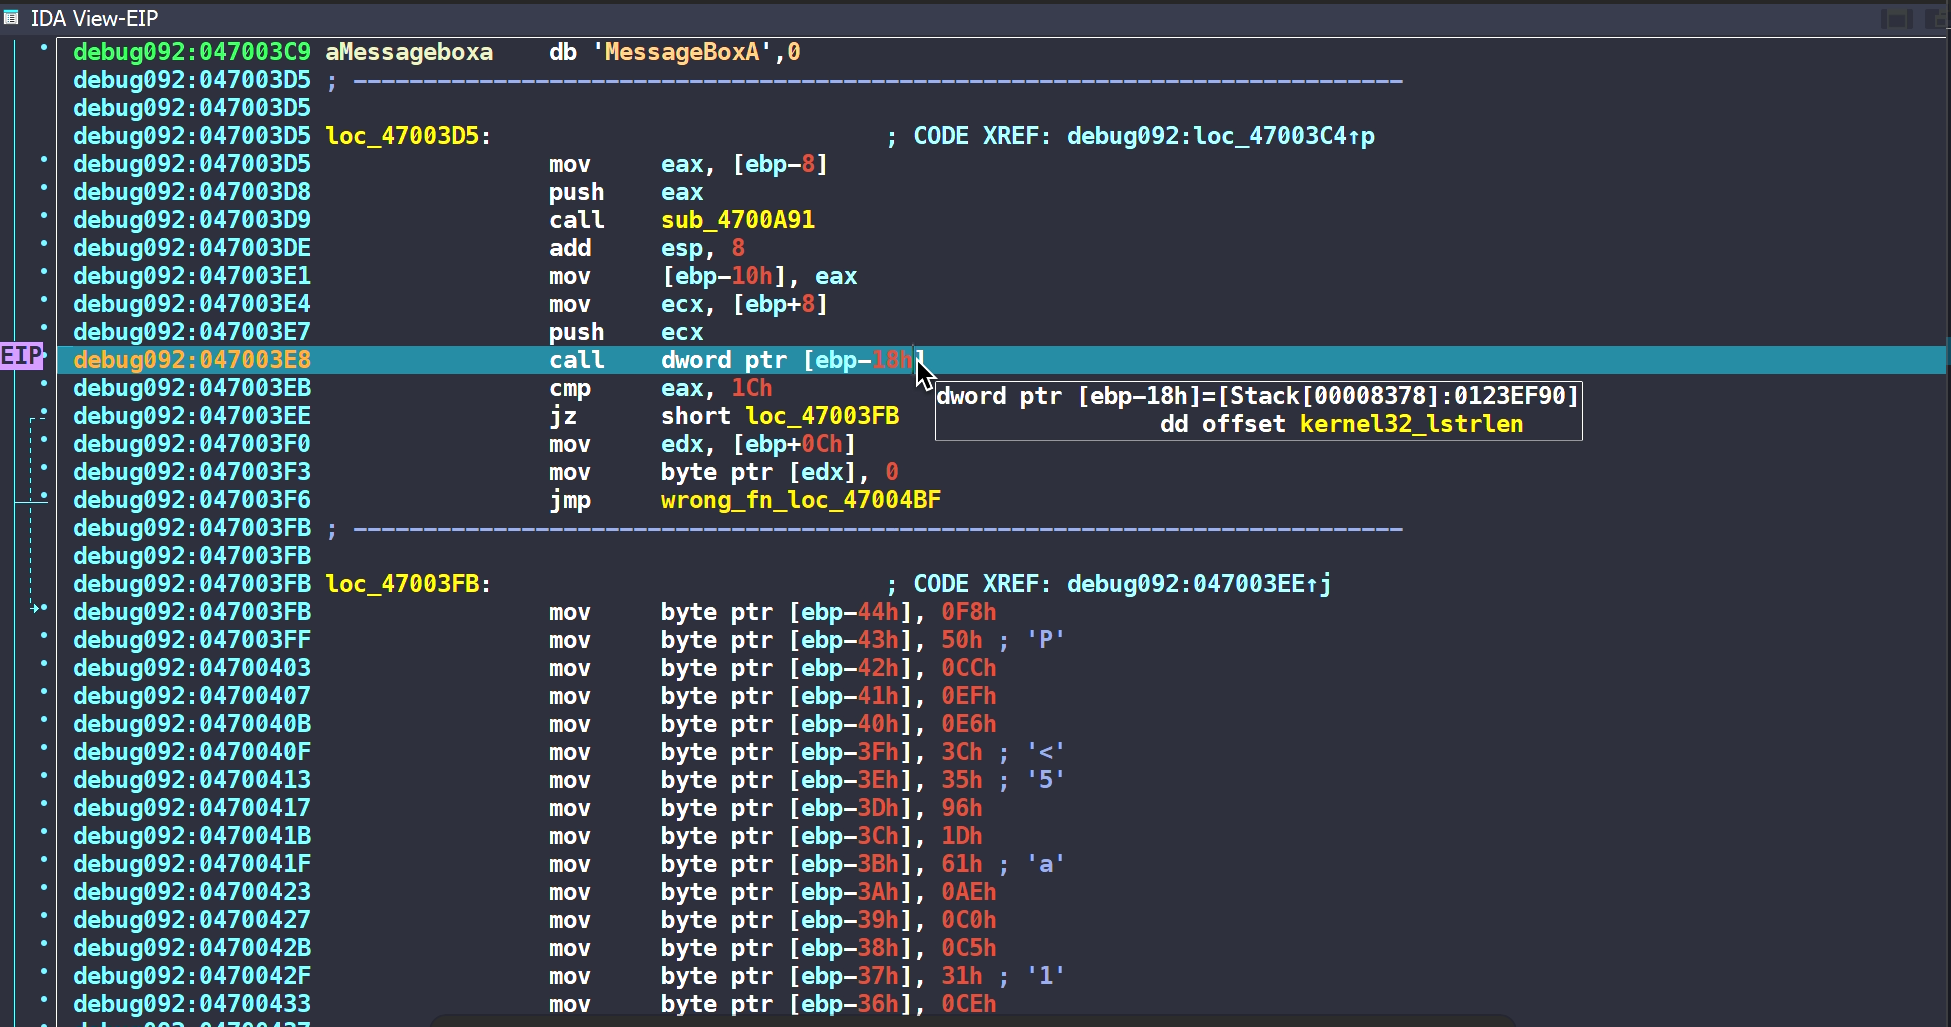 IDA View-EIP
debug092:047003C9 aMessageboxa db 'MessageBoxA',0
debug092:047003D5 ; ---------------------------------------------------------------------------
debug092:047003D5
debug092:047003D5 loc_47003D5: ; CODE XREF: debug092:loc_47003C4↑p
debug092:047003D5 mov eax, [ebp-8]
debug092:047003D8 push eax
debug092:047003D9 call sub_4700A91
debug092:047003DE add esp, 8
debug092:047003E1 mov [ebp-10h], eax
debug092:047003E4 mov ecx, [ebp+8]
debug092:047003E7 push ecx
EIP debug092:047003E8 call dword ptr [ebp-18h]
debug092:047003EB cmp eax, 1Ch
dword ptr [ebp-18h]=[Stack[00008378]:0123EF90]
debug092:047003EE jz short loc_47003FB
dd offset kernel32_lstrlen
debug092:047003F0 mov edx, [ebp+0Ch]
debug092:047003F3 mov byte ptr [edx], 0
debug092:047003F6 jmp wrong_fn_loc_47004BF
debug092:047003FB ; ---------------------------------------------------------------------------
debug092:047003FB
debug092:047003FB loc_47003FB: ; CODE XREF: debug092:047003EE↑j
debug092:047003FB mov byte ptr [ebp-44h], 0F8h
debug092:047003FF mov byte ptr [ebp-43h], 50h ; 'P'
debug092:04700403 mov byte ptr [ebp-42h], 0CCh
debug092:04700407 mov byte ptr [ebp-41h], 0EFh
debug092:0470040B mov byte ptr [ebp-40h], 0E6h
debug092:0470040F mov byte ptr [ebp-3Fh], 3Ch ; '<'
debug092:04700413 mov byte ptr [ebp-3Eh], 35h ; '5'
debug092:04700417 mov byte ptr [ebp-3Dh], 96h
debug092:0470041B mov byte ptr [ebp-3Ch], 1Dh
debug092:0470041F mov byte ptr [ebp-3Bh], 61h ; 'a'
debug092:04700423 mov byte ptr [ebp-3Ah], 0AEh
debug092:04700427 mov byte ptr [ebp-39h], 0C0h
debug092:0470042B mov byte ptr [ebp-38h], 0C5h
debug092:0470042F mov byte ptr [ebp-37h], 31h ; '1'
debug092:04700433 mov byte ptr [ebp-36h], 0CEh